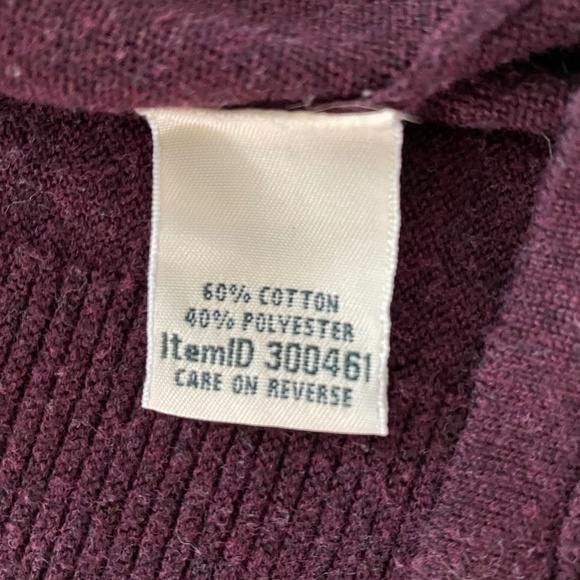 60% COTTON
40% POLYESTER
ItemID 300461
CARE ON REVERSE